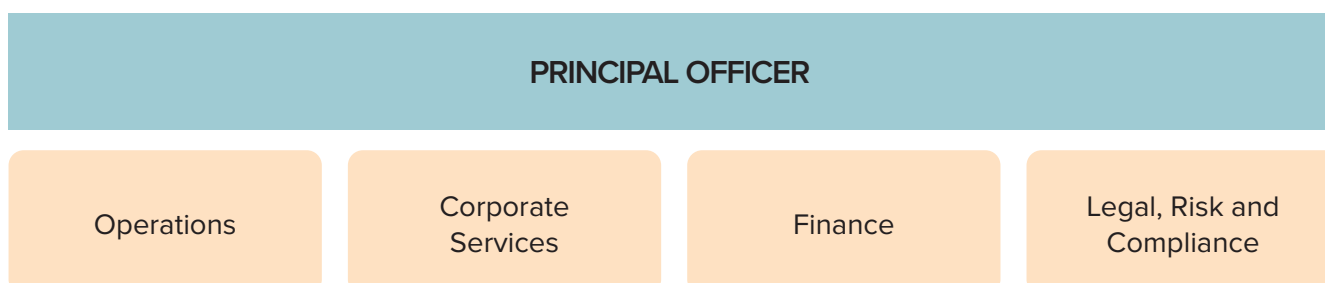 PRINCIPAL OFFICER
Operations
Corporate
Services
Finance
Legal, Risk and
Compliance